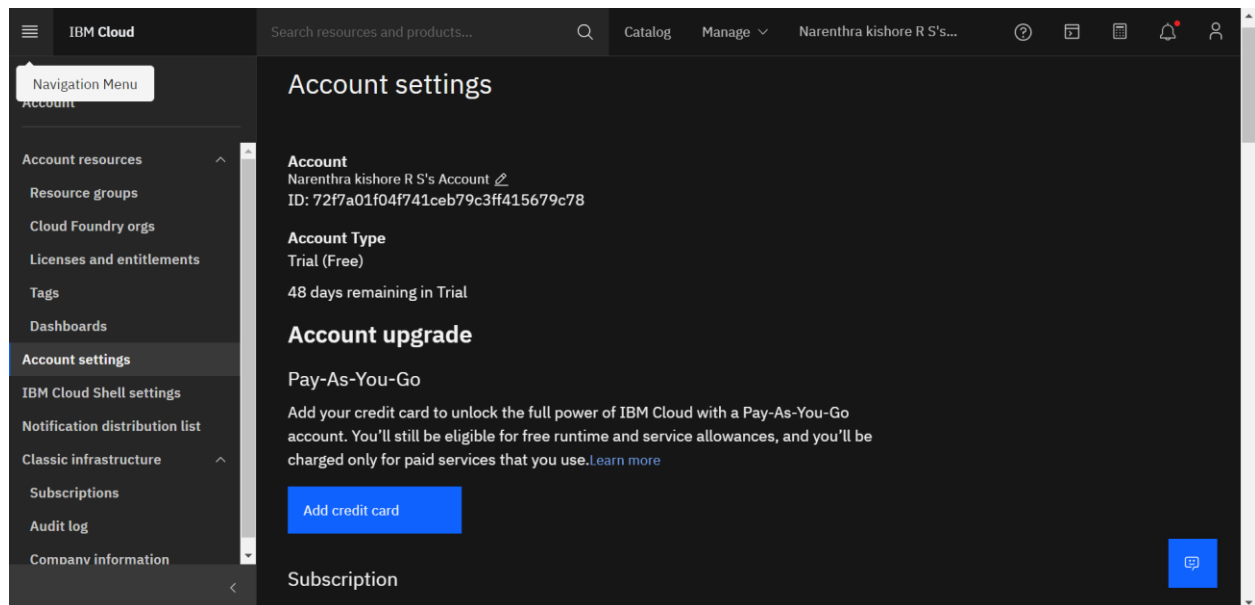 IBM Cloud
Search resources and products...
Catalog
Manage
Narenthra kishore R S's...
Navigation Menu
Account
Account resources
Resource groups
Cloud Foundry orgs
Licenses and entitlements
Tags
Dashboards
Account settings
IBM Cloud Shell settings
Notification distribution list
Classic infrastructure
Subscriptions
Audit log
Company information
Account settings
Account
Narenthra kishore R S's Account
ID: 72f7a01f04f741ceb79c3ff415679c78
Account Type
Trial (Free)
48 days remaining in Trial
Account upgrade
Pay-As-You-Go
Add your credit card to unlock the full power of IBM Cloud with a Pay-As-You-Go
account. You’ll still be eligible for free runtime and service allowances, and you’ll be
charged only for paid services that you use.Learn more
Add credit card
Subscription